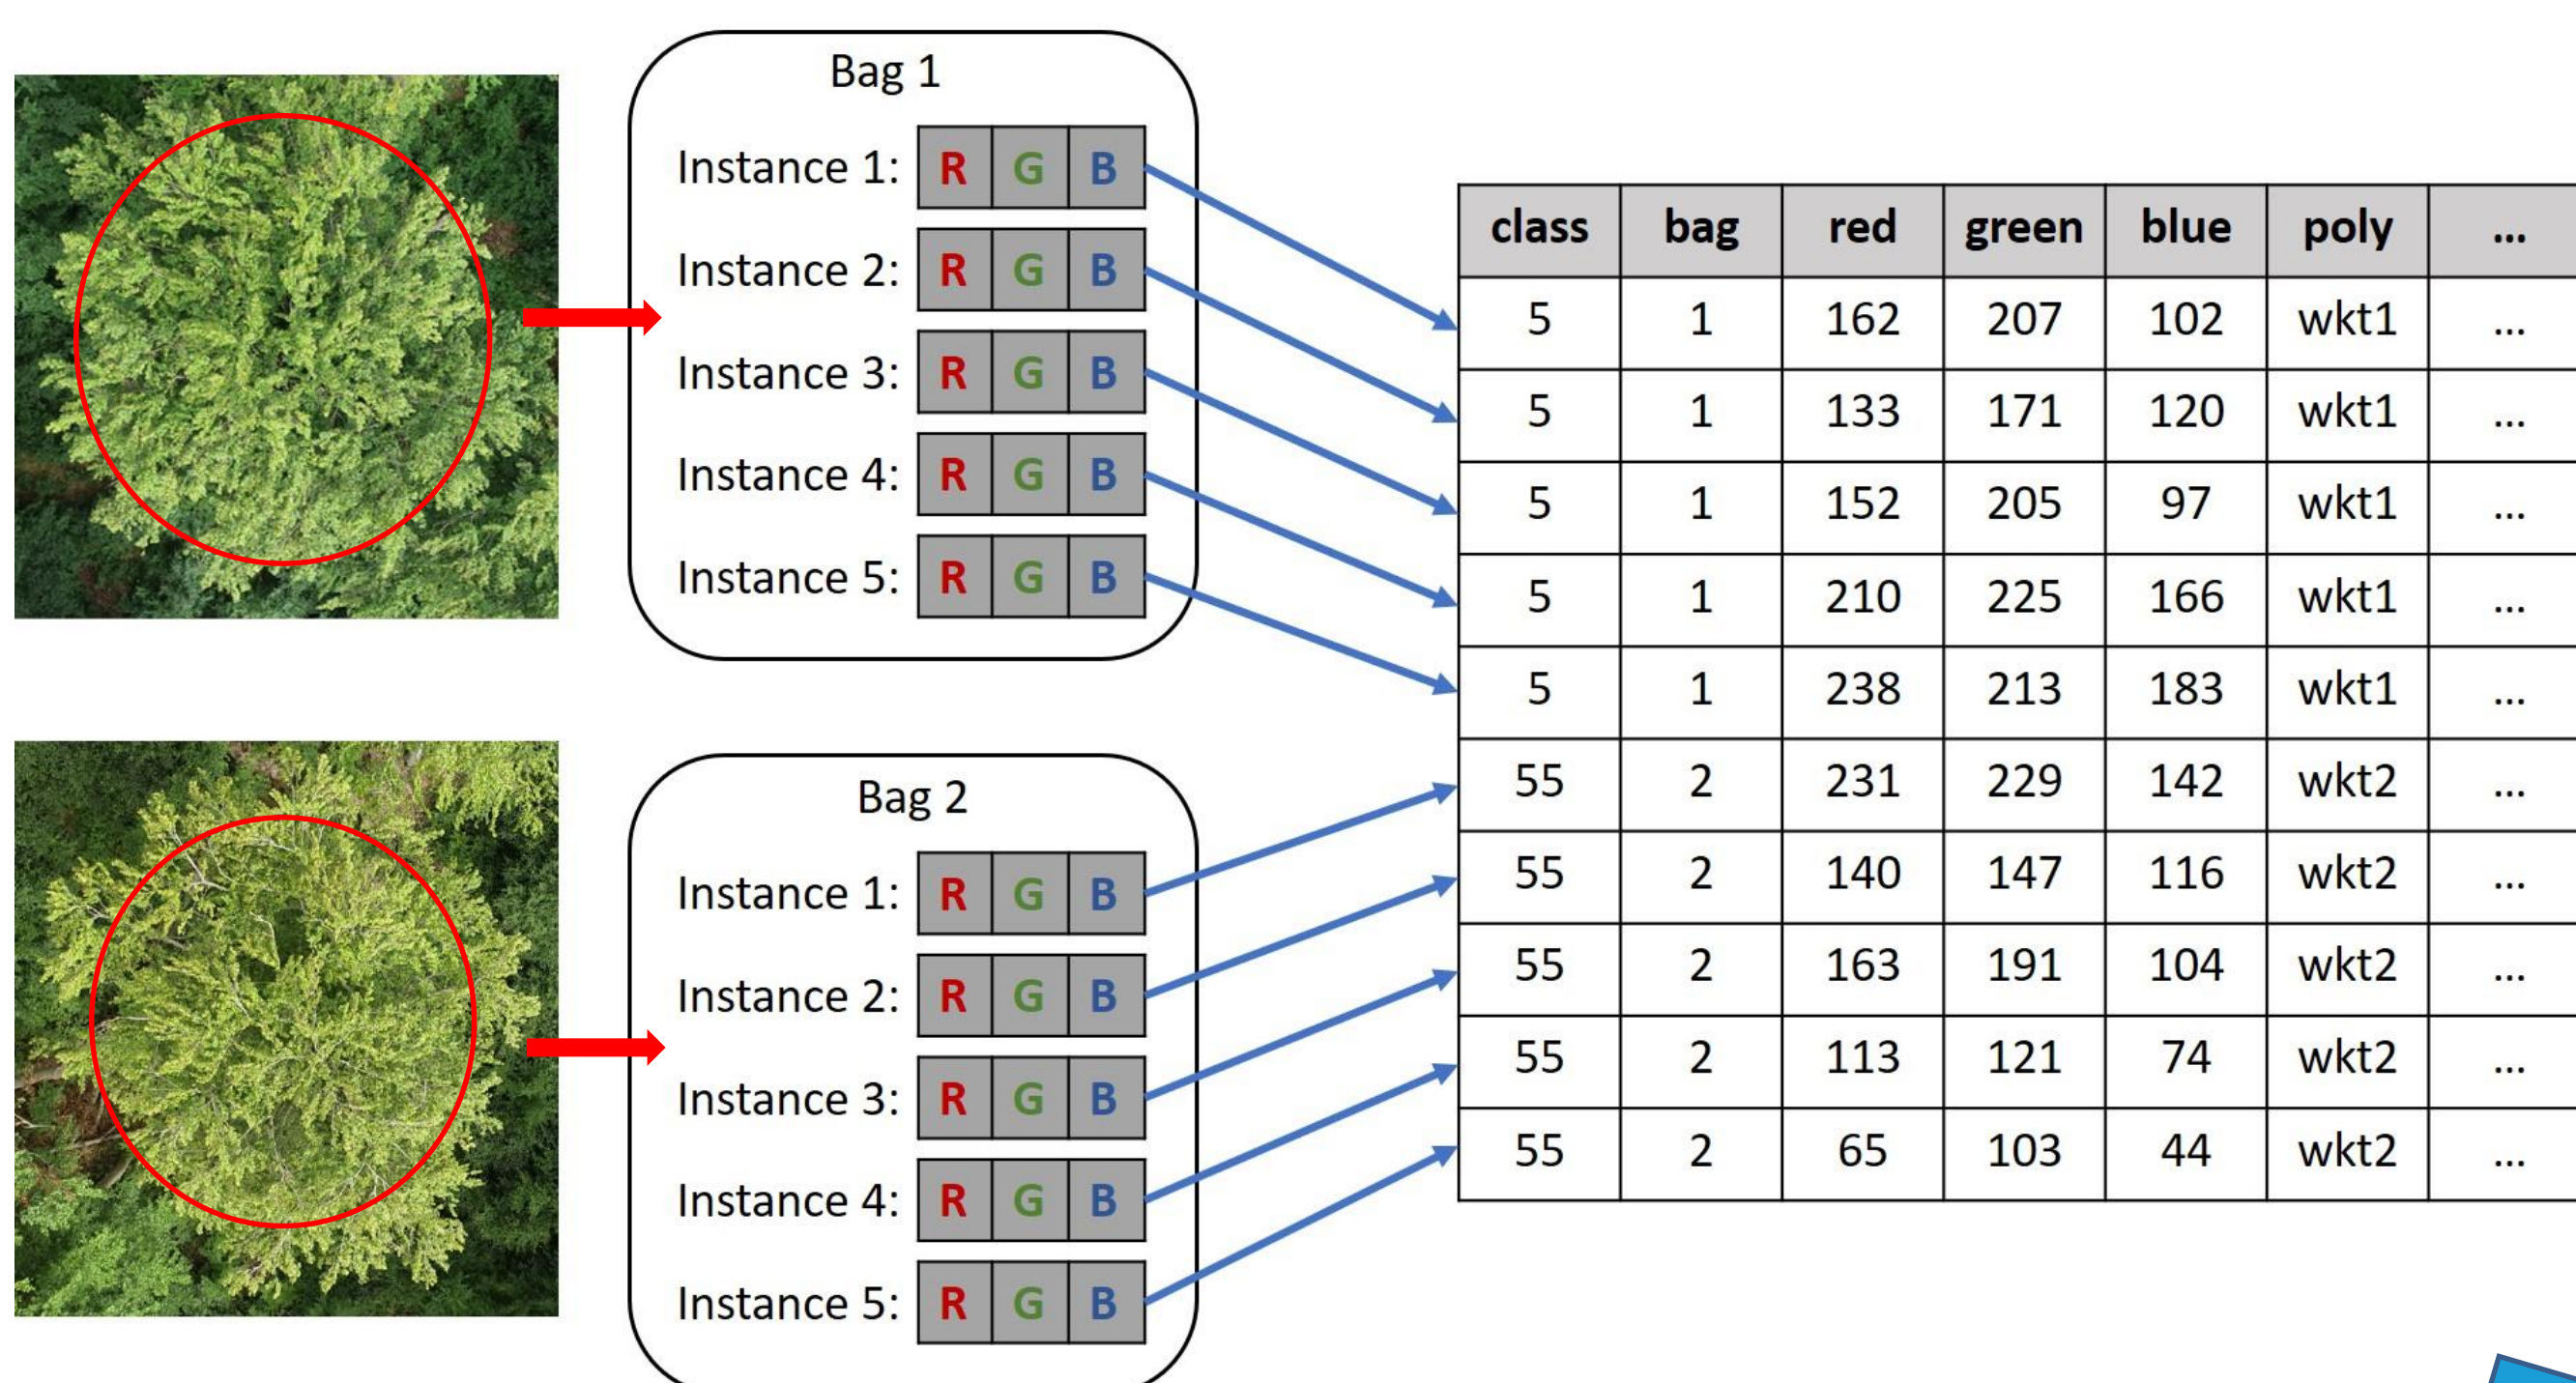 Bag 1
Instance 1: R G B
Instance 2: R G B
Instance 3: R G B
Instance 4: R G B
Instance 5: R G B
Bag 2
Instance 1: R G B
Instance 2: R G B
Instance 3: R G B
Instance 4: R G B
Instance 5: R G B
class bag red green blue poly ...
5 1 162 207 102 wkt1 ...
5 1 133 171 120 wkt1 ...
5 1 152 205 97 wkt1 ...
5 1 210 225 166 wkt1 ...
5 1 238 213 183 wkt1 ...
55 2 231 229 142 wkt2 ...
55 2 140 147 116 wkt2 ...
55 2 163 191 104 wkt2 ...
55 2 113 121 74 wkt2 ...
55 2 65 103 44 wkt2 ...